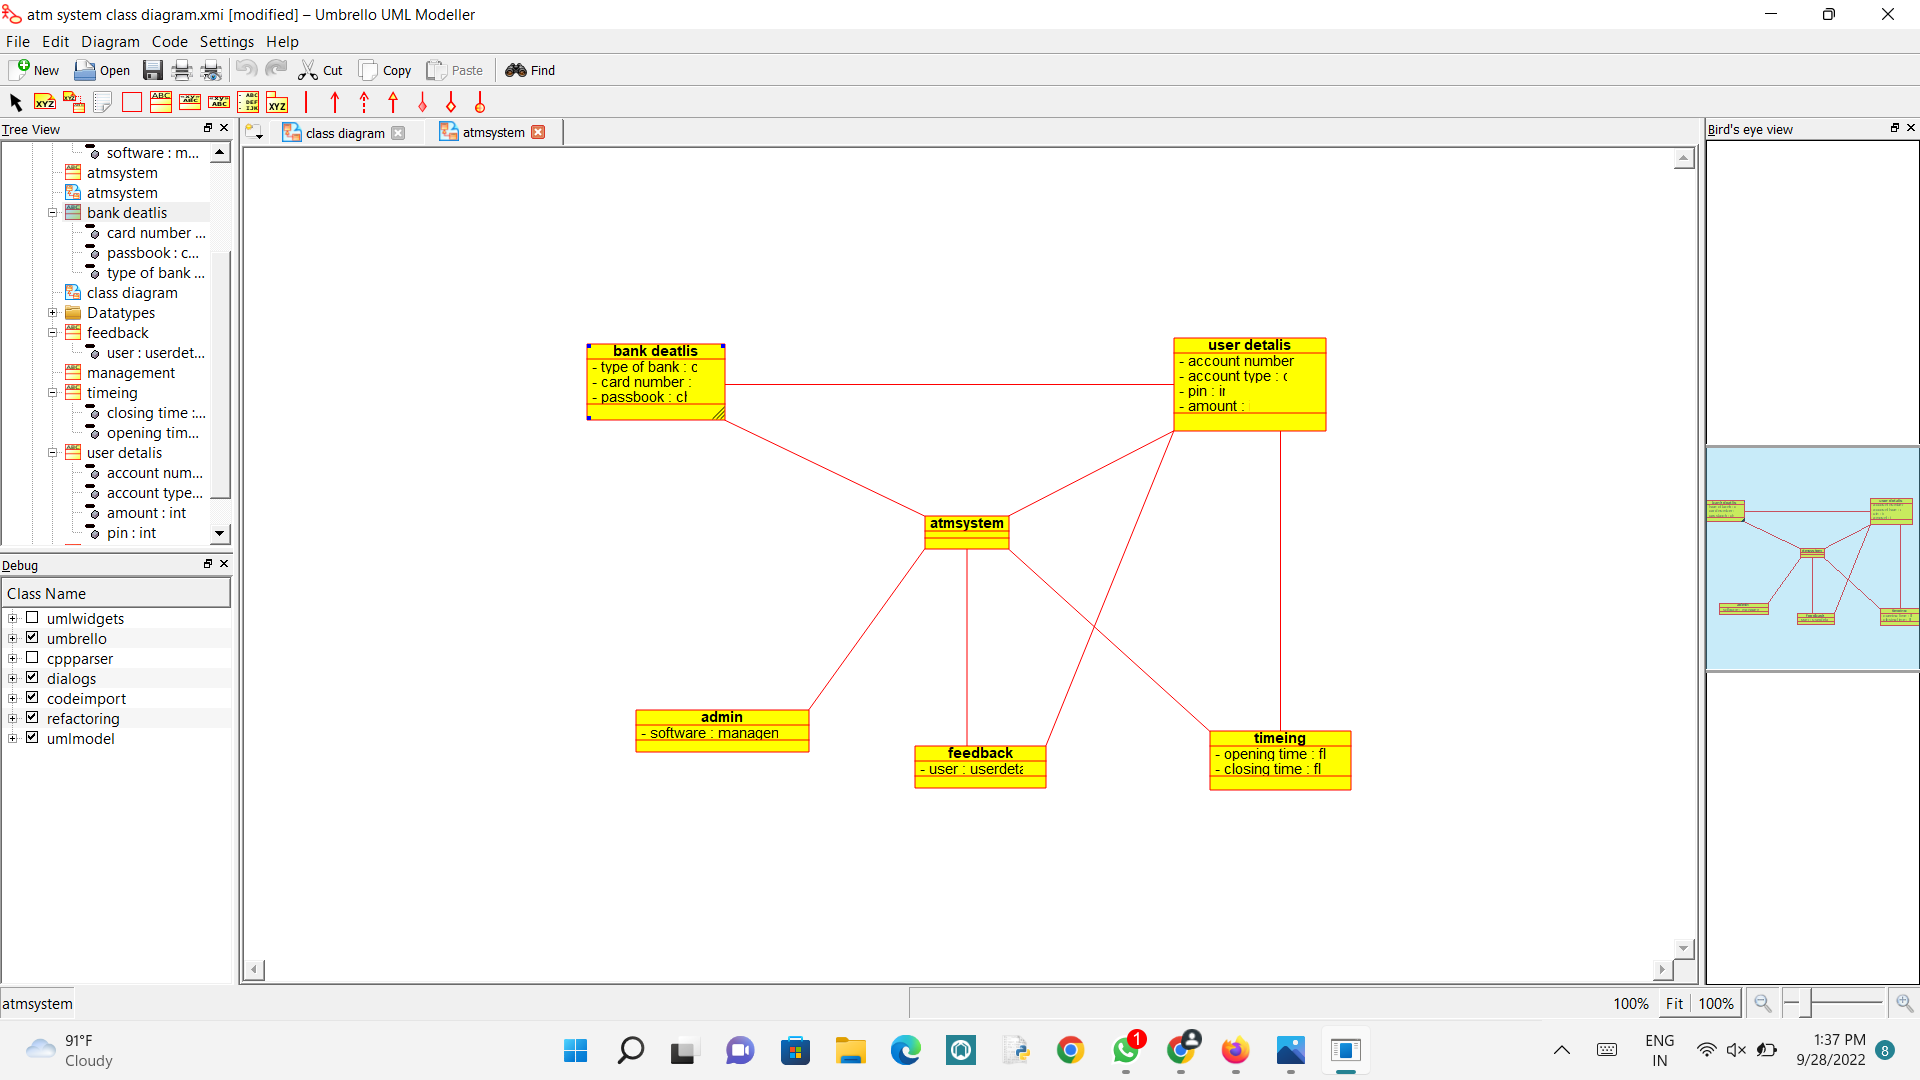 atm system class diagram.xmi [modified] – Umbrello UML Modeller
File Edit Diagram Code Settings Help
New Open Cut Copy Paste Find
Tree View
class diagram
atmsystem
Bird's eye view
software : m...
atmsystem
atmsystem
bank deatlis
card number ...
passbook : c...
type of bank ...
class diagram
Datatypes
feedback
user : userdet...
management
timeing
closing time :...
opening tim...
user detalis
account num...
account type...
amount : int
pin : int
Debug
Class Name
umlwidgets
umbrello
cppparser
dialogs
codeimport
refactoring
umlmodel
bank deatlis
- type of bank : c
- card number :
- passbook : cl
user detalis
- account number
- account type : c
- pin : ii
- amount :
atmsystem
admin
- software : managen
feedback
- user : userdeta
timeing
- opening time : fl
- closing time : fl
atmsystem
100% Fit 100%
91°F
Cloudy
1
ENG
IN
1:37 PM
9/28/2022
8